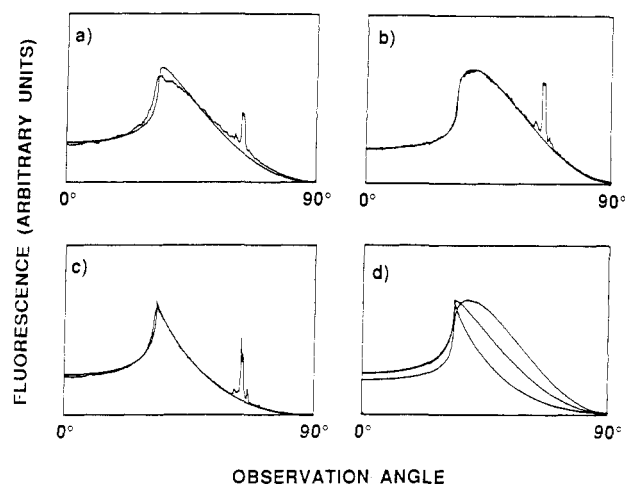 FLUORESCENCE (ARBITRARY UNITS)
a)
b)
0°
90°
0°
90°
c)
d)
0°
90°
0°
90°
OBSERVATION ANGLE